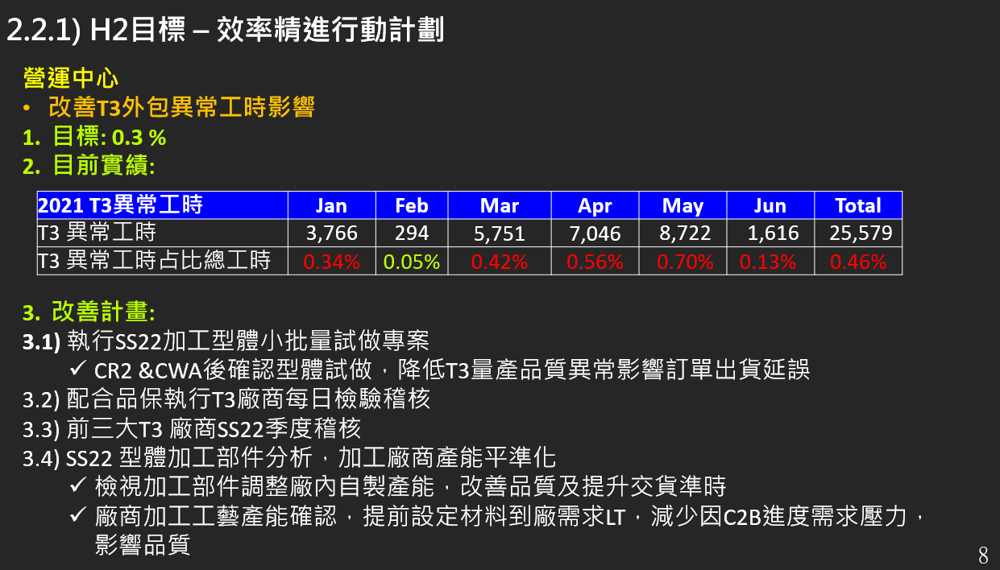 2.2.1) H2目標 – 效率精進行動計劃
營運中心
• 改善T3外包異常工時影響
1. 目標: 0.3 %
2. 目前實績:
2021 T3異常工時 Jan Feb Mar Apr May Jun Total
T3 異常工時 3,766 294 5,751 7,046 8,722 1,616 25,579
T3 異常工時占比總工時 0.34% 0.05% 0.42% 0.56% 0.70% 0.13% 0.46%
3. 改善計畫:
3.1) 執行SS22加工型體小批量試做專案
✓ CR2 &CWA後確認型體試做，降低T3量產品質異常影響訂單出貨延誤
3.2) 配合品保執行T3廠商每日檢驗稽核
3.3) 前三大T3 廠商SS22季度稽核
3.4) SS22 型體加工部件分析，加工廠商產能平準化
✓ 檢視加工部件調整廠內自製產能，改善品質及提升交貨準時
✓ 廠商加工工藝產能確認，提前設定材料到廠需求LT，減少因C2B進度需求壓力，
影響品質
8